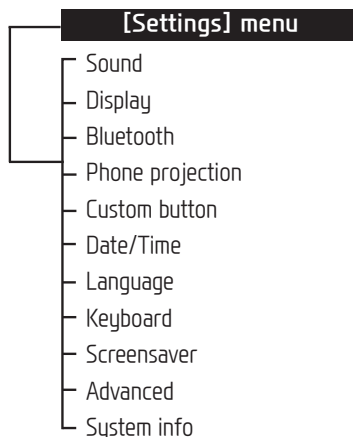 [Settings] menu
Sound
Display
Bluetooth
Phone projection
Custom button
Date/Time
Language
Keyboard
Screensaver
Advanced
System info